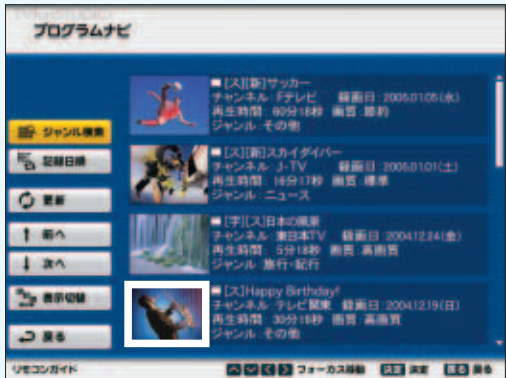 プログラムナビ
■[ス][新]サッカー
チャンネル：Fテレビ 録画日：2005.01.05(水)
再生時間：60分18秒 画質：節約
ジャンル：その他
ジャンル検索
■[ス][新]スカイダイバー
記録日順
チャンネル：J-TV 録画日：2005.01.01(土)
再生時間：16分17秒 画質：標準
ジャンル：ニュース
更新
■[字][ス]日本の風景
前へ
チャンネル：東日本TV 録画日：2004.12.24(金)
再生時間：5分18秒 画質：高画質
次へ
ジャンル：旅行・紀行
表示切替
■[ス]Happy Birthday!
チャンネル：テレビ関東 録画日：2004.12.19(日)
再生時間：30分18秒 画質：高画質
戻る
ジャンル：その他
リモコンガイド フォーカス移動 決定 決定 戻る 戻る